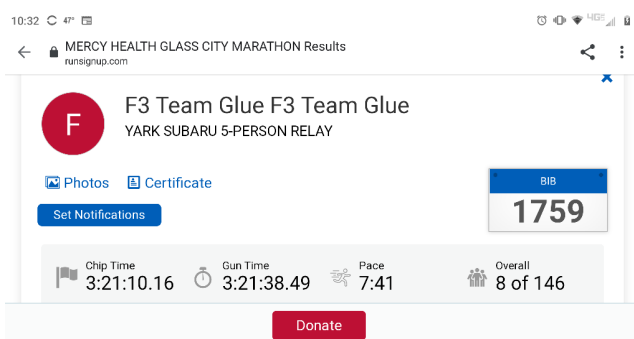 10:32 47° 4GE
MERCY HEALTH GLASS CITY MARATHON Results
runsignup.com
F
F3 Team Glue F3 Team Glue
YARK SUBARU 5-PERSON RELAY
Photos Certificate
Set Notifications
BIB
1759
Chip Time
3:21:10.16
Gun Time
3:21:38.49
Pace
7:41
Overall
8 of 146
Donate